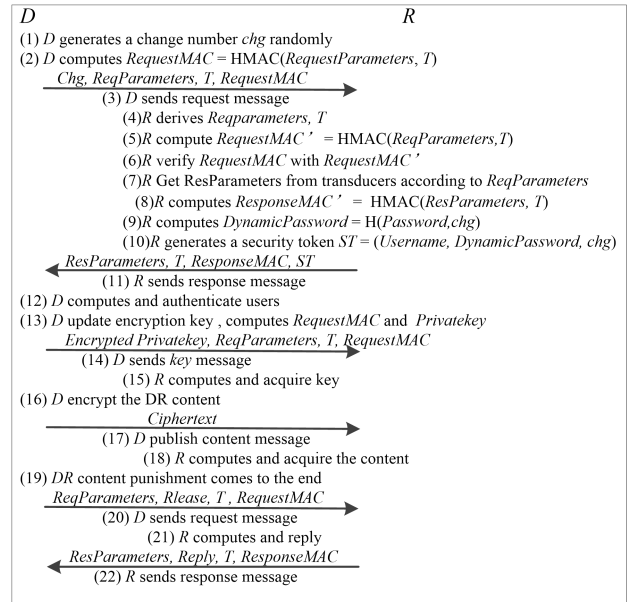 D R
(1) D generates a change number chg randomly
(2) D computes RequestMAC = HMAC(RequestParameters, T)
Chg, ReqParameters, T, RequestMAC
(3) D sends request message
(4)R derives Reqparameters, T
(5)R compute RequestMAC’ = HMAC(ReqParameters,T)
(6)R verify RequestMAC with RequestMAC’
(7)R Get ResParameters from transducers according to ReqParameters
(8)R computes ResponseMAC’ = HMAC(ResParameters, T)
(9)R computes DynamicPassword = H(Password,chg)
(10)R generates a security token ST = (Username, DynamicPassword, chg)
ResParameters, T, ResponseMAC, ST
(11) R sends response message
(12) D computes and authenticate users
(13) D update encryption key , computes RequestMAC and Privatekey
Encrypted Privatekey, ReqParameters, T, RequestMAC
(14) D sends key message
(15) R computes and acquire key
(16) D encrypt the DR content
Ciphertext
(17) D publish content message
(18) R computes and acquire the content
(19) DR content punishment comes to the end
ReqParameters, Rlease, T , RequestMAC
(20) D sends request message
(21) R computes and reply
ResParameters, Reply, T, ResponseMAC
(22) R sends response message